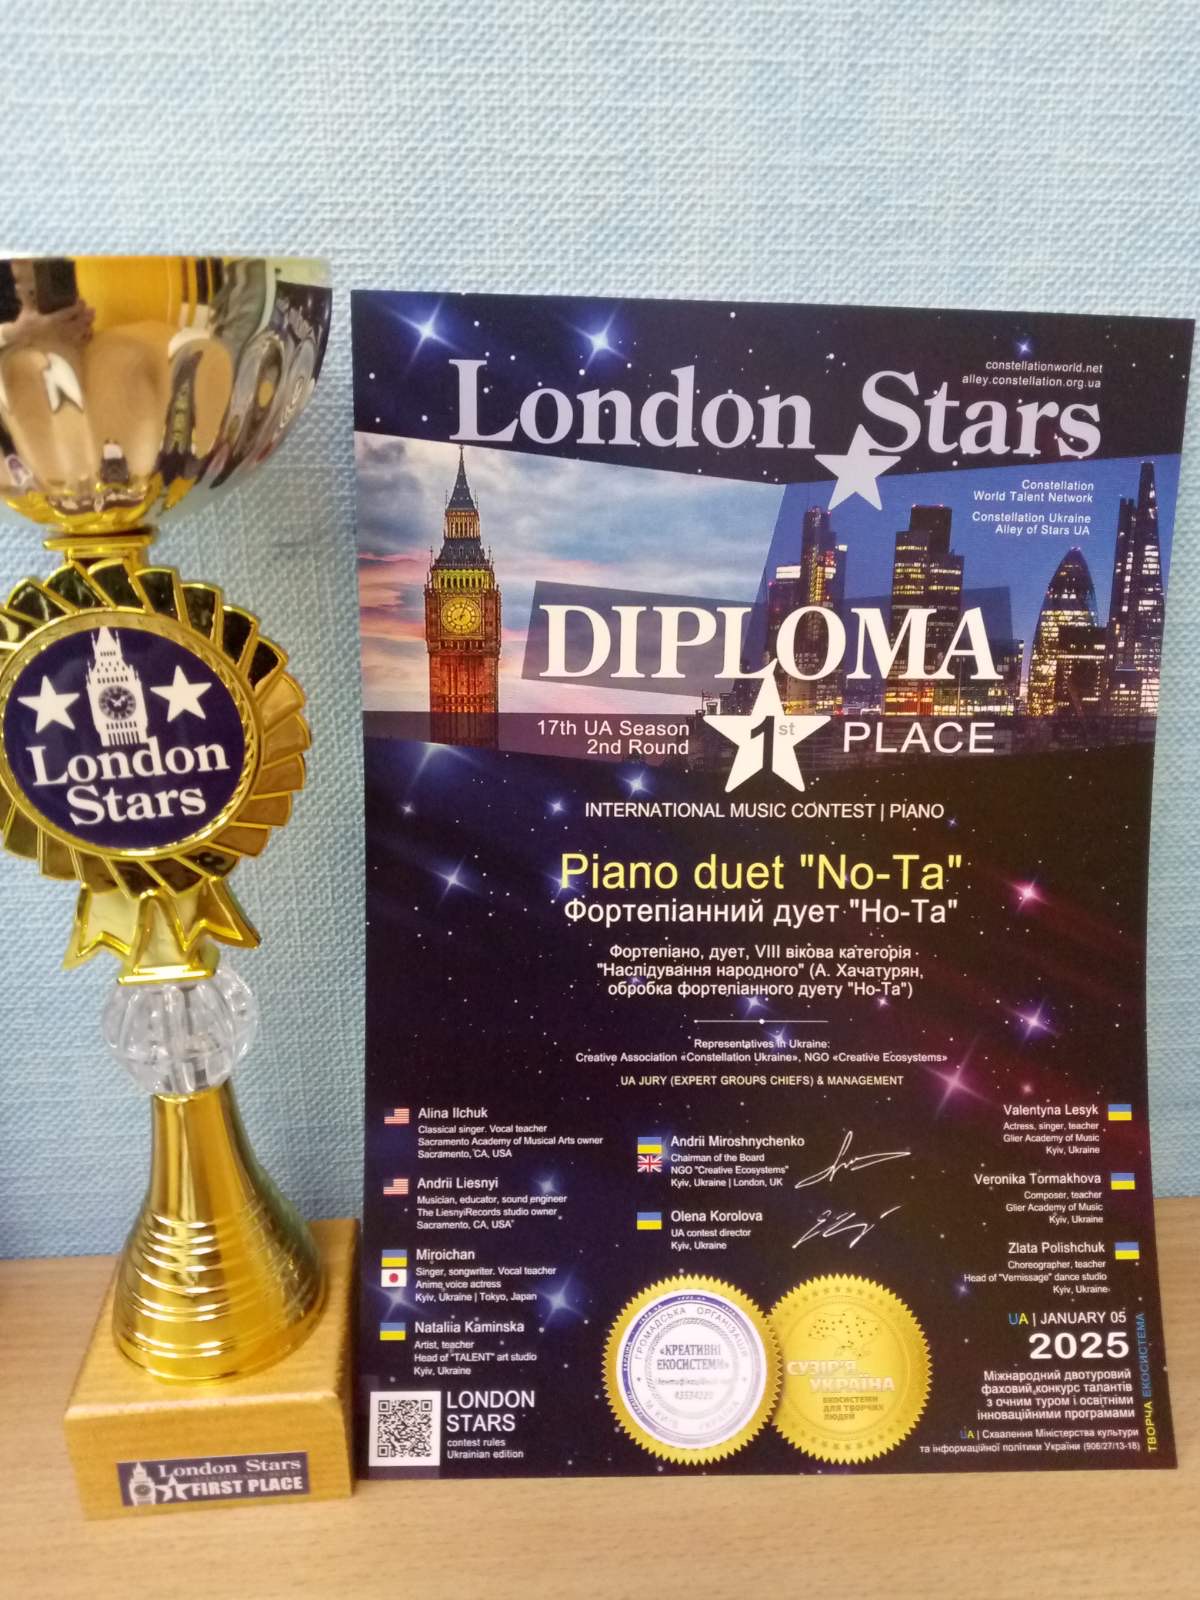 London Stars
constellationworld.net
alley.constellation.org.ua
Constellation
World Talent Network
Constellation Ukraine
Alley of Stars UA
DIPLOMA
17th UA Season
2nd Round
1st PLACE
INTERNATIONAL MUSIC CONTEST | PIANO
Piano duet "No-Ta"
Фортепіанний дует "Но-Та"
Фортепіано, дует, VIII вікова категорія
"Наслідування народного" (А. Хачатурян,
обробка фортепіанного дуету "Но-Та")
Representatives in Ukraine:
Creative Association «Constellation Ukraine», NGO «Creative Ecosystems»
UA JURY (EXPERT GROUPS CHIEFS) & MANAGEMENT
Alina Ilchuk
Classical singer. Vocal teacher
Sacramento Academy of Musical Arts owner
Sacramento, CA, USA
Andrii Liesnyi
Musician, educator, sound engineer
The LiesnyiRecords studio owner
Sacramento, CA, USA
Miroichan
Singer, songwriter. Vocal teacher
Anime voice actress
Kyiv, Ukraine | Tokyo, Japan
Nataliia Kaminska
Artist, teacher
Head of "TALENT" art studio
Kyiv, Ukraine
Andrii Miroshnychenko
Chairman of the Board
NGO "Creative Ecosystems"
Kyiv, Ukraine | London, UK
Olena Korolova
UA contest director
Kyiv, Ukraine
Valentyna Lesyk
Actress, singer, teacher
Glier Academy of Music
Kyiv, Ukraine
Veronika Tormakhova
Composer, teacher
Glier Academy of Music
Kyiv, Ukraine
Zlata Polishchuk
Choreographer, teacher
Head of "Vernissage" dance studio
Kyiv, Ukraine
UA | JANUARY 05
2025
Міжнародний двотуровий
фаховий конкурс талантів
з очним туром і освітніми
інноваційними програмами
UA | Схвалення Міністерства культури
та інформаційної політики України (906/27/13-18)
ТВОРЧА ЕКОСИСТЕМА
LONDON
STARS
contest rules
Ukrainian edition
ГРОМАДСЬКА ОРГАНІЗАЦІЯ
«КРЕАТИВНІ
ЕКОСИСТЕМИ»
СУЗІР'Я
УКРАЇНА
ЕКОСИСТЕМИ
ДЛЯ ТВОРЧИХ
ЛЮДЕЙ
London
Stars
London Stars
FIRST PLACE